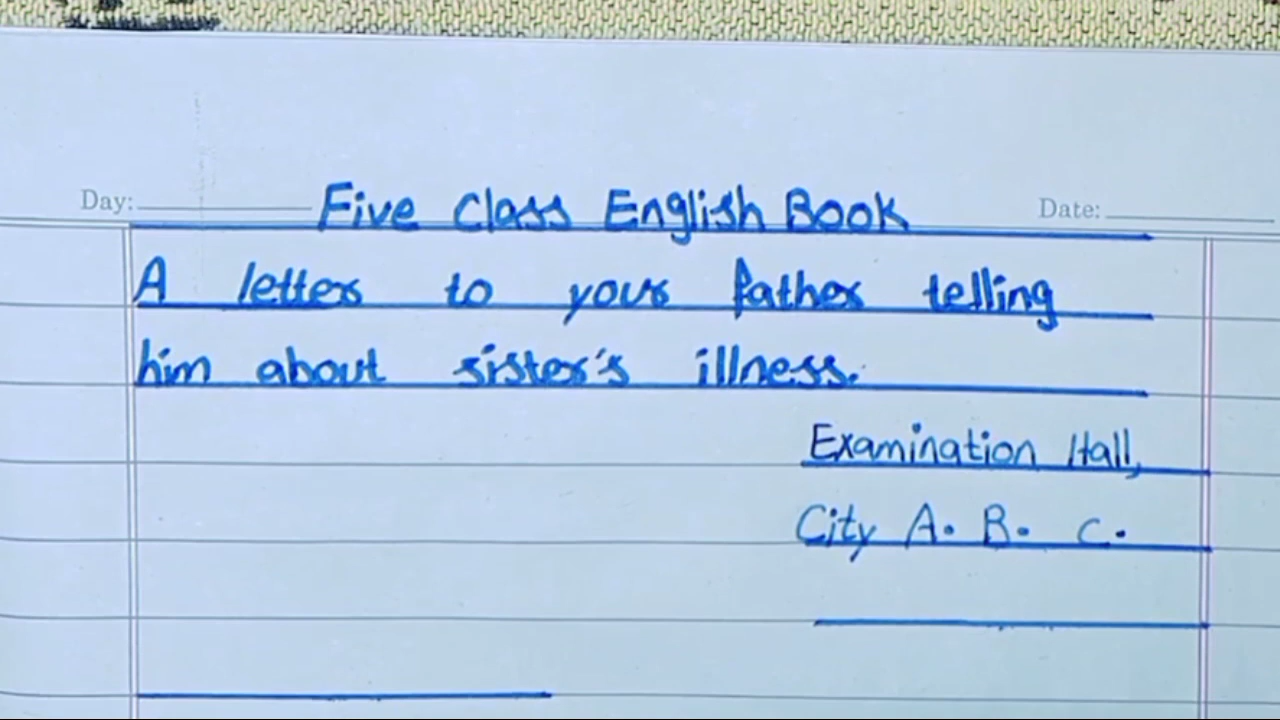 Day: Five Class English Book Date:
A letter to your father telling
him about sister's illness.
Examination Hall,
City A. B. C.